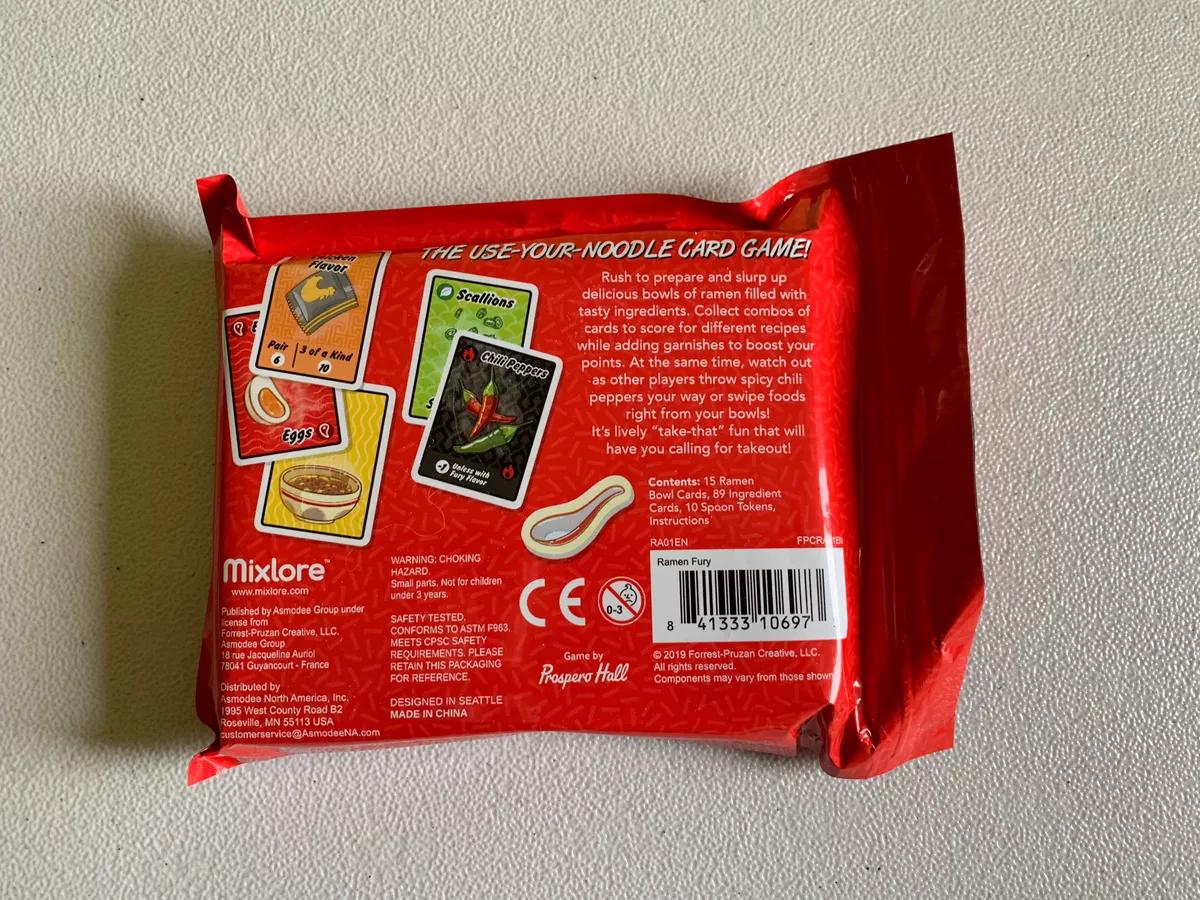 THE USE-YOUR-NOODLE CARD GAME!
Rush to prepare and slurp up
delicious bowls of ramen filled with
tasty ingredients. Collect combos of
cards to score for different recipes
while adding garnishes to boost your
points. At the same time, watch out
as other players throw spicy chili
peppers your way or swipe foods
right from your bowls!
It's lively "take-that" fun that will
have you calling for takeout!
Chicken
Flavor
Pair
6
3 of a Kind
10
E
Eggs
Scallions
S
Chili Peppers
-1
Unless with
Fury Flavor
Contents: 15 Ramen
Bowl Cards, 89 Ingredient
Cards, 10 Spoon Tokens,
Instructions
RA01EN
Ramen Fury
8 41333 10697
© 2019 Forrest-Pruzan Creative, LLC.
All rights reserved.
Components may vary from those shown
Mixlore™
www.mixlore.com
Published by Asmodee Group under
license from
Forrest-Pruzan Creative, LLC.
Asmodee Group
18 rue Jacqueline Auriol
78041 Guyancourt - France
Distributed by
Asmodee North America, Inc.
1995 West County Road B2
Roseville, MN 55113 USA
customerservice@AsmodeeNA.com
WARNING: CHOKING
HAZARD.
Small parts. Not for children
under 3 years.
SAFETY TESTED.
CONFORMS TO ASTM F963.
MEETS CPSC SAFETY
REQUIREMENTS. PLEASE
RETAIN THIS PACKAGING
FOR REFERENCE.
DESIGNED IN SEATTLE
MADE IN CHINA
CE
0-3
Game by
Prospero Hall